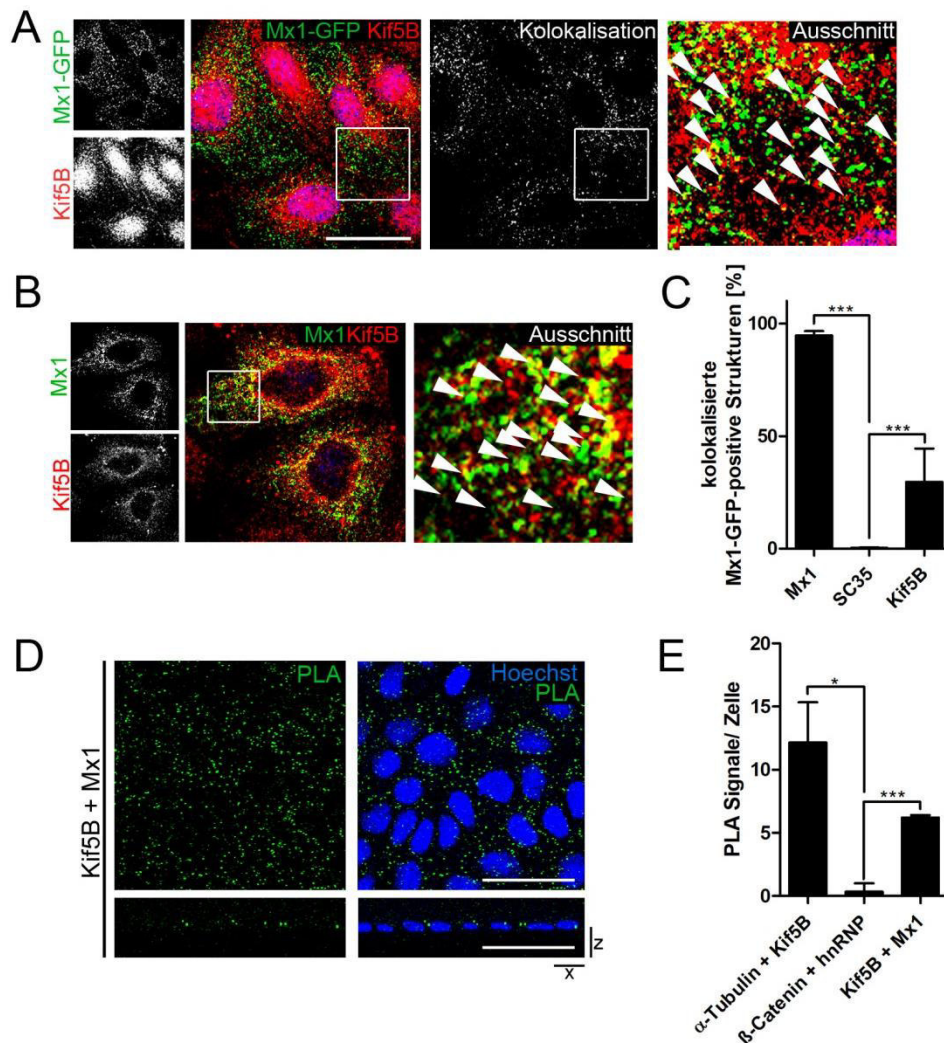 A
Mx1-GFP
Kif5B
Mx1-GFP Kif5B
Kolokalisation
Ausschnitt
B
Mx1
Kif5B
Mx1Kif5B
Ausschnitt
C
kolokalisierte
Mx1-GFP-positive Strukturen [%]
100
50
0
***
***
Mx1
SC35
Kif5B
D
Kif5B + Mx1
PLA
Hoechst
PLA
z
x
E
PLA Signale/ Zelle
20
15
10
5
0
*
***
α-Tubulin + Kif5B
ß-Catenin + hnRNP
Kif5B + Mx1